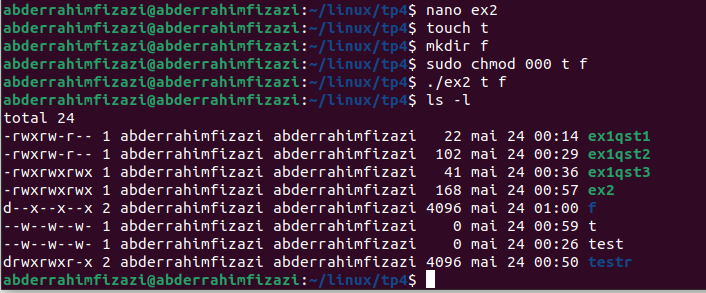 abderrahimfizazi@abderrahimfizazi:~/linux/tp4$ nano ex2
abderrahimfizazi@abderrahimfizazi:~/linux/tp4$ touch t
abderrahimfizazi@abderrahimfizazi:~/linux/tp4$ mkdir f
abderrahimfizazi@abderrahimfizazi:~/linux/tp4$ sudo chmod 000 t f
abderrahimfizazi@abderrahimfizazi:~/linux/tp4$ ./ex2 t f
abderrahimfizazi@abderrahimfizazi:~/linux/tp4$ ls -l
total 24
-rwxrw-r-- 1 abderrahimfizazi abderrahimfizazi   22 mai 24 00:14 ex1qst1
-rwxrwxr-x 1 abderrahimfizazi abderrahimfizazi  102 mai 24 00:29 ex1qst2
-rwxrwxrwx 1 abderrahimfizazi abderrahimfizazi   41 mai 24 00:36 ex1qst3
-rwxrwxr-x 1 abderrahimfizazi abderrahimfizazi  168 mai 24 00:57 ex2
d--x--x--x 2 abderrahimfizazi abderrahimfizazi 4096 mai 24 01:00 f
--w--w--w- 1 abderrahimfizazi abderrahimfizazi    0 mai 24 00:59 t
--w--w--w- 1 abderrahimfizazi abderrahimfizazi    0 mai 24 00:26 test
drwxrwxr-x 2 abderrahimfizazi abderrahimfizazi 4096 mai 24 00:50 testr
abderrahimfizazi@abderrahimfizazi:~/linux/tp4$